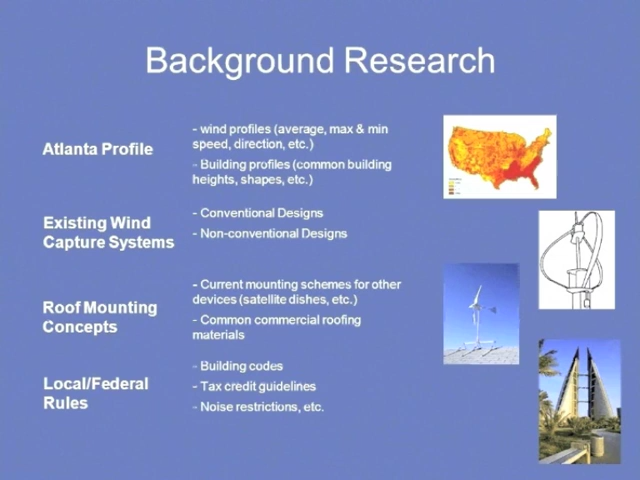 Background Research
Atlanta Profile
- wind profiles (average, max & min
speed, direction, etc.)
- Building profiles (common building
heights, shapes, etc.)
Existing Wind
Capture Systems
- Conventional Designs
- Non-conventional Designs
Roof Mounting
Concepts
- Current mounting schemes for other
devices (satellite dishes, etc.)
- Common commercial roofing
materials
Local/Federal
Rules
- Building codes
- Tax credit guidelines
- Noise restrictions, etc.